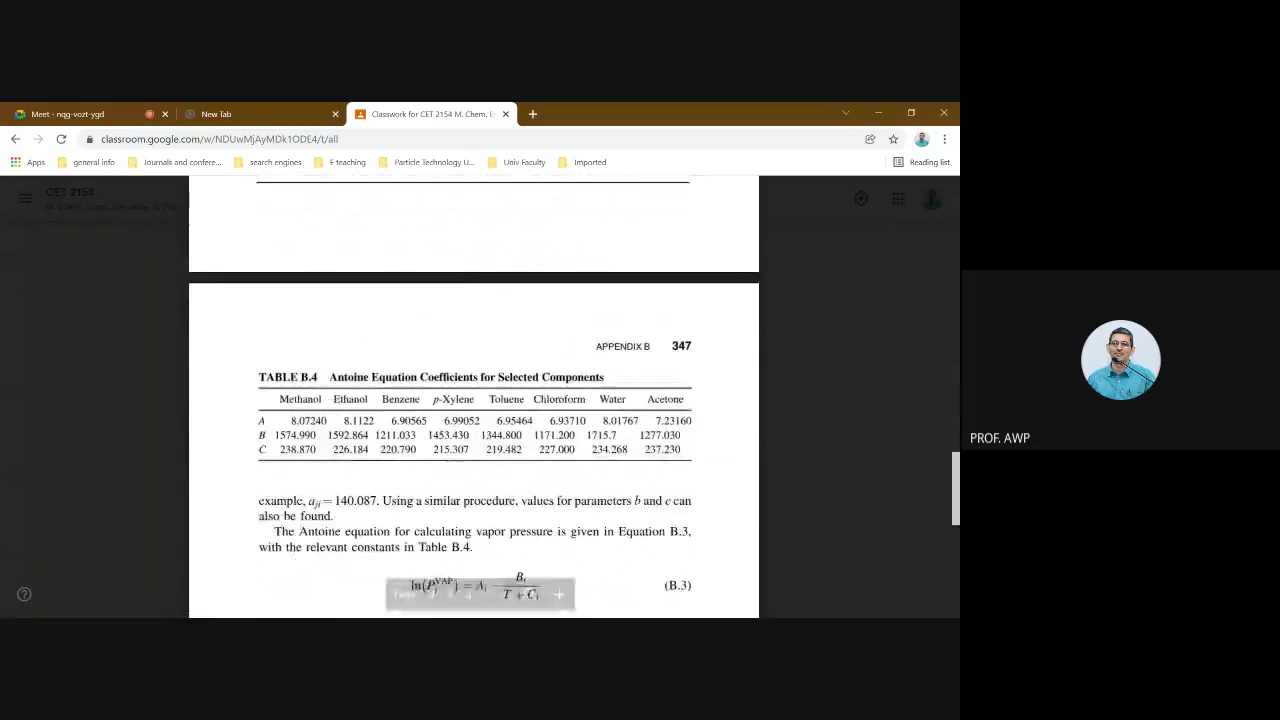 Meet - nqg-vozt-ygd
New Tab
Classwork for CET 2154 M. Chem. E
classroom.google.com/w/NDUwMjAyMDk1ODE4/t/all
Apps general info Journals and confere... search engines E teaching Particle Technology U... Univ Faculty Imported Reading list
CET 2154
APPENDIX B 347
TABLE B.4 Antoine Equation Coefficients for Selected Components
Methanol Ethanol Benzene p-Xylene Toluene Chloroform Water Acetone
A 8.07240 8.1122 6.90565 6.99052 6.95464 6.93710 8.01767 7.23160
B 1574.990 1592.864 1211.033 1453.430 1344.800 1171.200 1715.7 1277.030
C 238.870 226.184 220.790 215.307 219.482 227.000 234.268 237.230
example, aji = 140.087. Using a similar procedure, values for parameters b and c can
also be found.
The Antoine equation for calculating vapor pressure is given in Equation B.3,
with the relevant constants in Table B.4.
ln(Pi^VAP) = Ai - Bi / (T + Ci) (B.3)
PROF. AWP